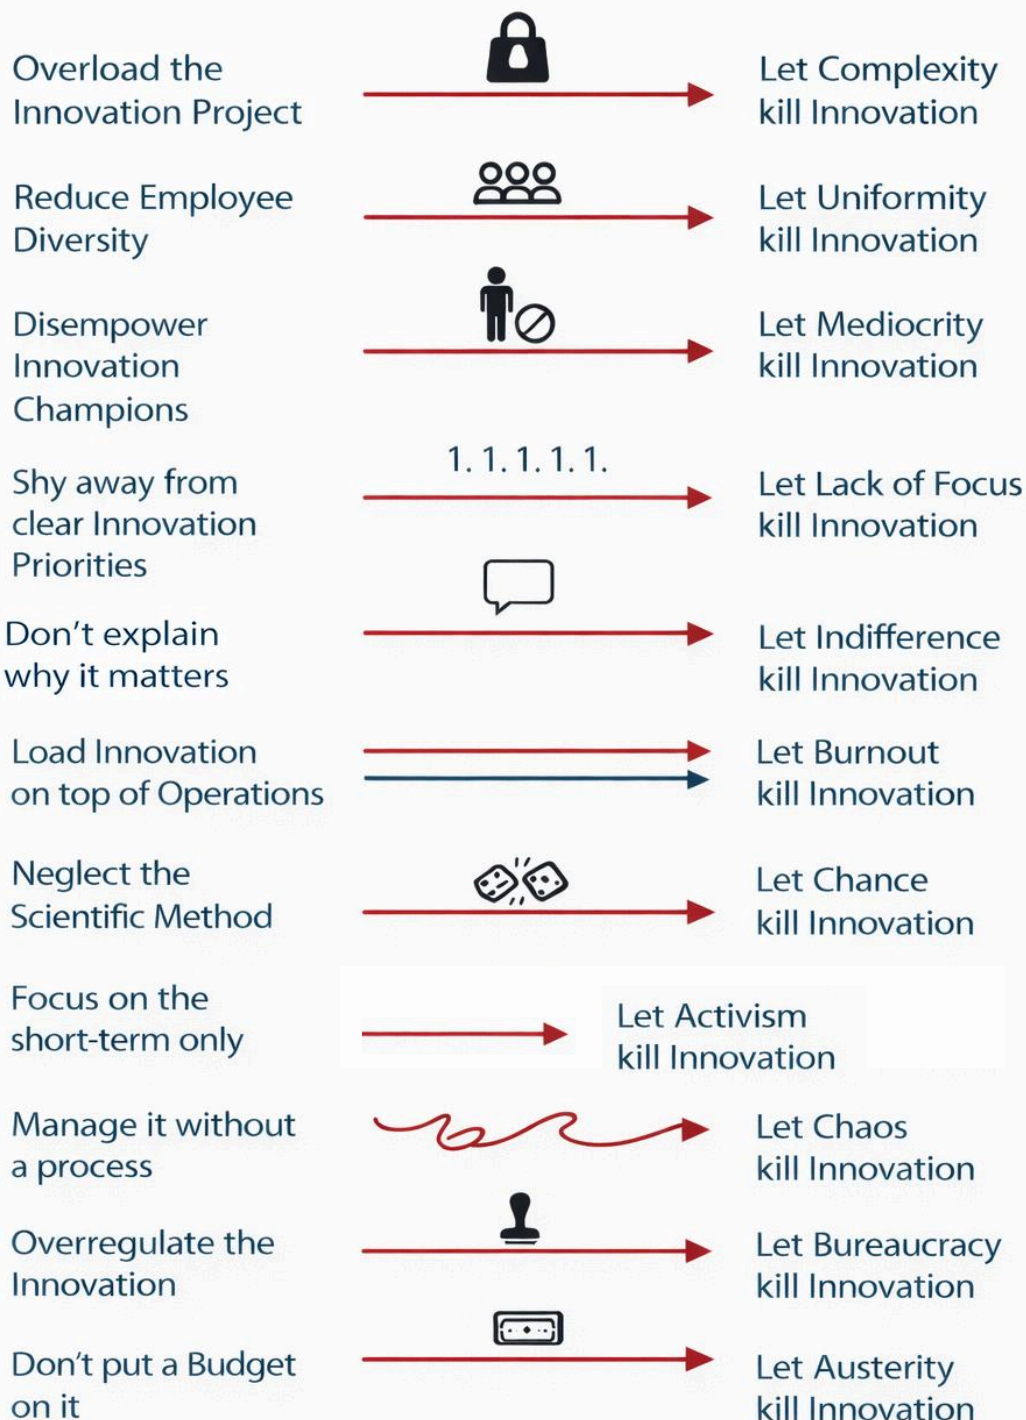 Overload the
Innovation Project
Let Complexity
kill Innovation
Reduce Employee
Diversity
Let Uniformity
kill Innovation
Disempower
Innovation
Champions
Let Mediocrity
kill Innovation
Shy away from
clear Innovation
Priorities
1. 1. 1. 1. 1.
Let Lack of Focus
kill Innovation
Don't explain
why it matters
Let Indifference
kill Innovation
Load Innovation
on top of Operations
Let Burnout
kill Innovation
Neglect the
Scientific Method
Let Chance
kill Innovation
Focus on the
short-term only
Let Activism
kill Innovation
Manage it without
a process
Let Chaos
kill Innovation
Overregulate the
Innovation
Let Bureaucracy
kill Innovation
Don't put a Budget
on it
Let Austerity
kill Innovation